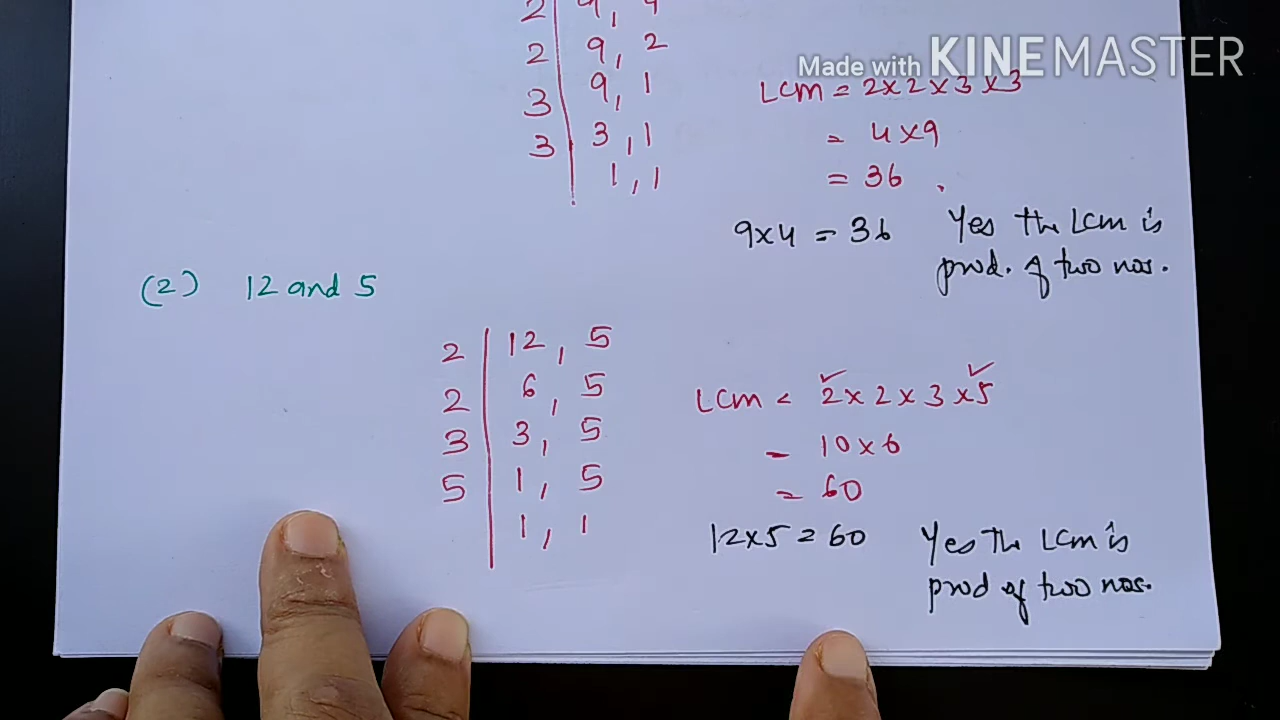 2 | 9, 4
2 | 9, 2
Made with KINEMASTER
3 | 9, 1
LCM = 2x2x3x3
3 | 3, 1
= 4x9
1, 1
= 36.
9x4 = 36 Yes the LCM is
prod. of two nos.
(2) 12 and 5
2 | 12, 5
2 | 6, 5
3 | 3, 5
5 | 1, 5
1, 1
LCM = 2x2x3x5
= 10x6
= 60
12x5=60 Yes the LCM is
prod of two nos.